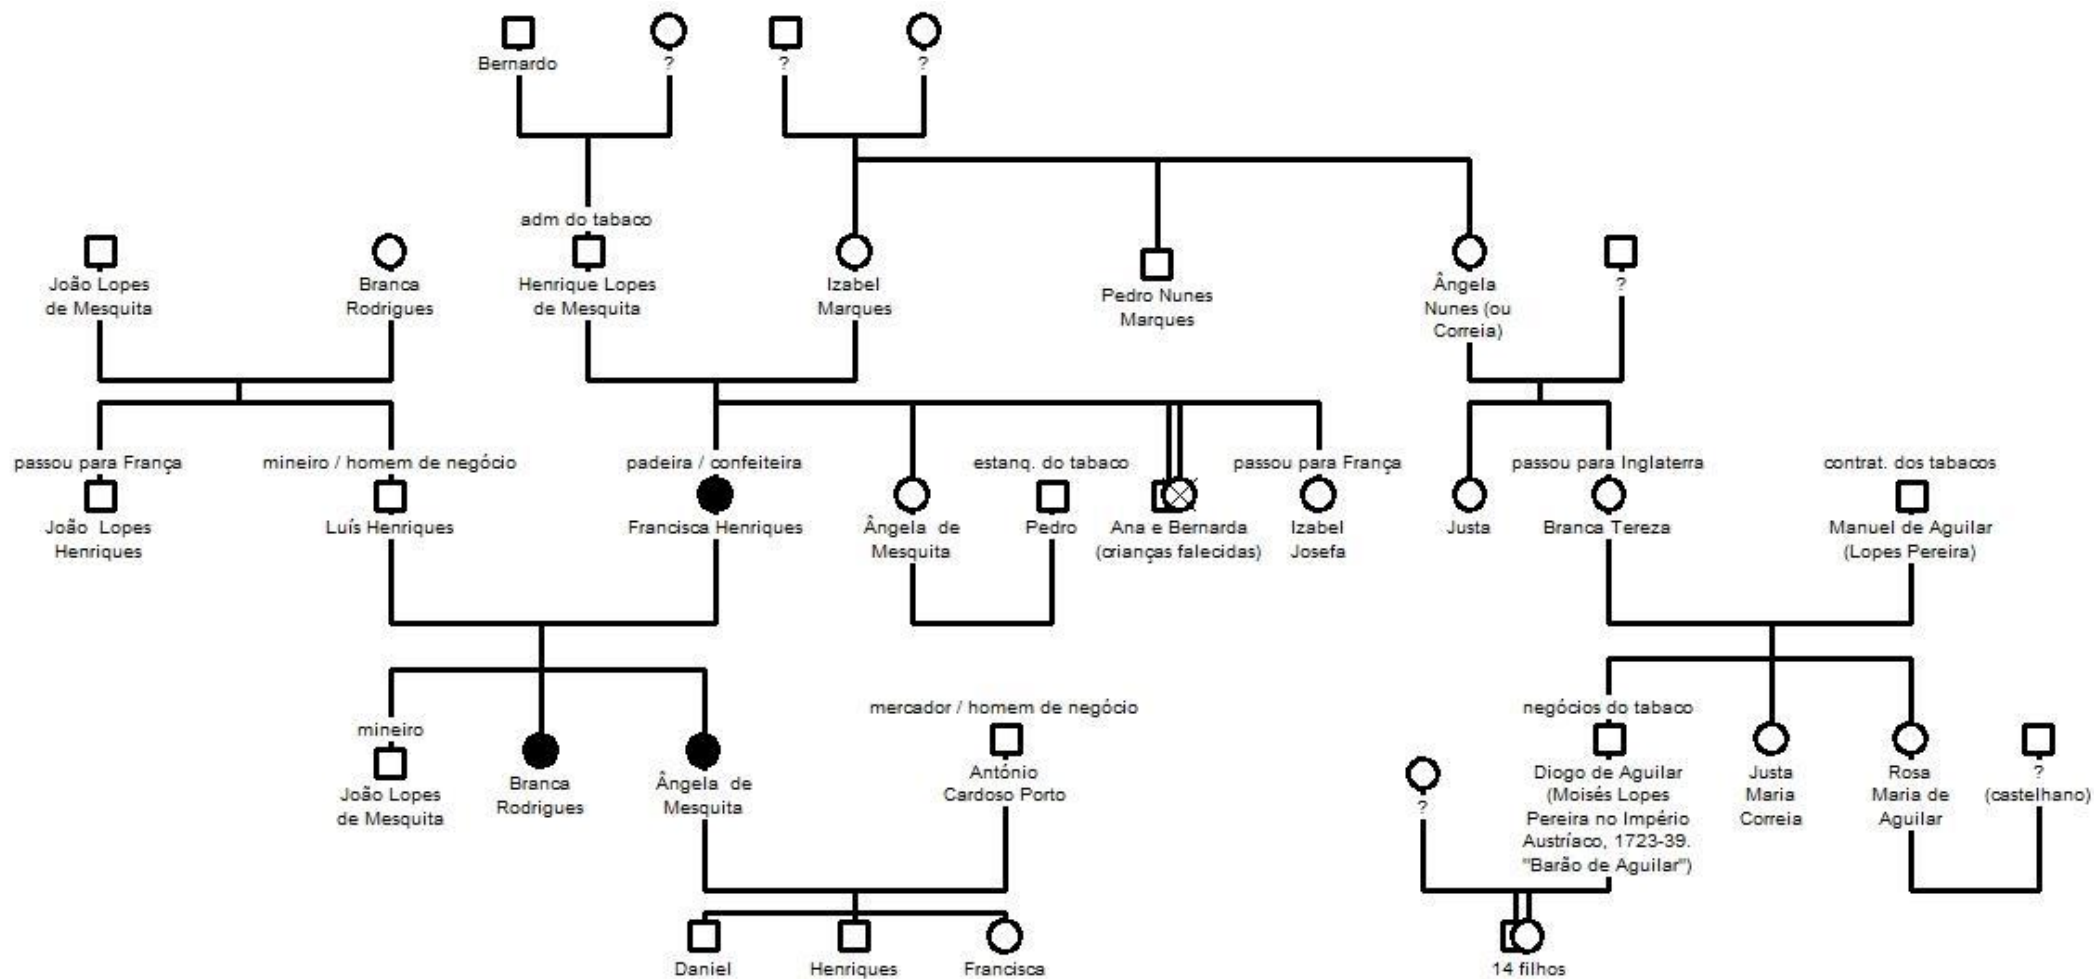 Bernardo
?
?
?
adm do tabaco
João Lopes
de Mesquita
Branca
Rodrigues
Henrique Lopes
de Mesquita
Izabel
Marques
Pedro Nunes
Marques
Ângela
Nunes (ou
Correia)
?
passou para França
João Lopes
Henriques
mineiro / homem de negócio
Luís Henriques
padeira / confeiteira
Francisca Henriques
Ângela de
Mesquita
estanq. do tabaco
Pedro
Ana e Bernarda
(crianças falecidas)
passou para França
Izabel
Josefa
Justa
passou para Inglaterra
Branca Tereza
contrat. dos tabacos
Manuel de Aguilar
(Lopes Pereira)
mineiro
João Lopes
de Mesquita
Branca
Rodrigues
Ângela de
Mesquita
mercador / homem de negócio
António
Cardoso Porto
?
negócios do tabaco
Diogo de Aguilar
(Moisés Lopes
Pereira no Império
Austríaco, 1723-39.
"Barão de Aguilar")
Justa
Maria
Correia
Rosa
Maria de
Aguilar
?
(castelhano)
Daniel
Henriques
Francisca
14 filhos